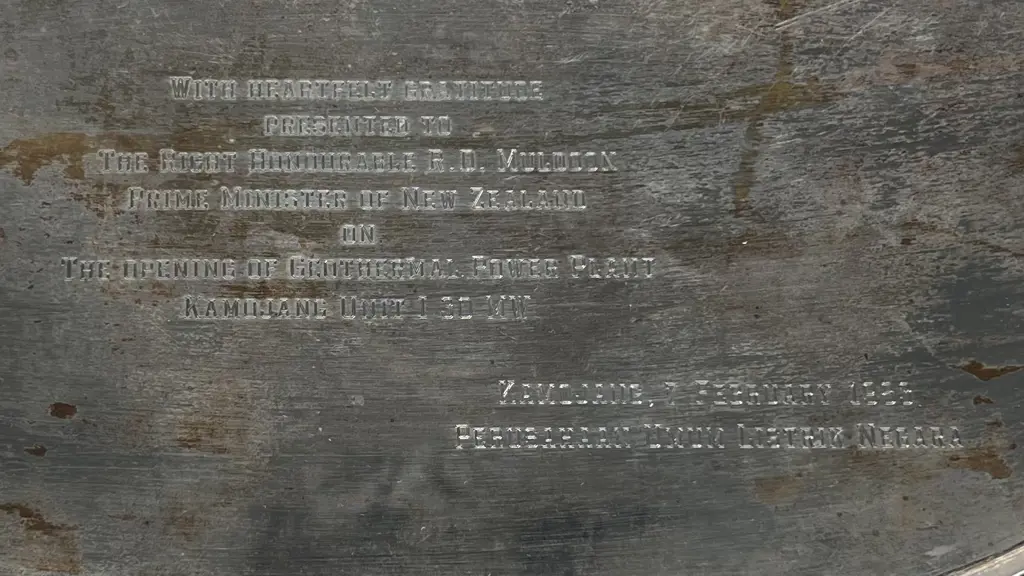 With heartfelt gratitude
presented to
The Right Honourable R.D. Muldoon
Prime Minister of New Zealand
on
The opening of Geothermal Power Plant
Kamojang Unit I 30 MW
Kamojang, 7 February 1983.
Perusahaan Umum Listrik Negara